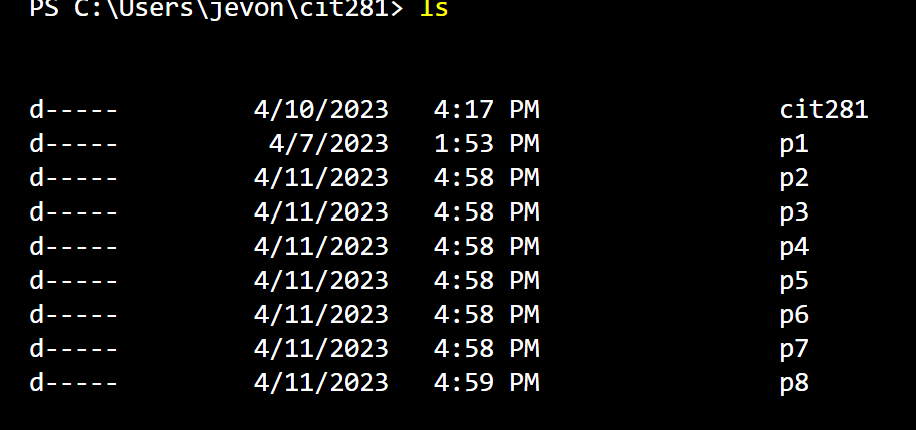 PS C:\Users\jevon\cit281> ls
d----- 4/10/2023 4:17 PM cit281
d----- 4/7/2023 1:53 PM p1
d----- 4/11/2023 4:58 PM p2
d----- 4/11/2023 4:58 PM p3
d----- 4/11/2023 4:58 PM p4
d----- 4/11/2023 4:58 PM p5
d----- 4/11/2023 4:58 PM p6
d----- 4/11/2023 4:58 PM p7
d----- 4/11/2023 4:59 PM p8